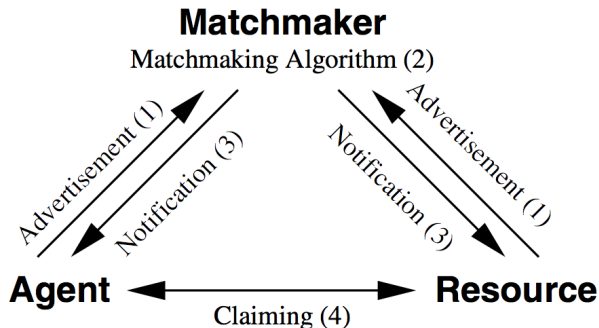 Matchmaker
Matchmaking Algorithm (2)
Advertisement (1)
Notification (3)
Notification (3)
Advertisement (1)
Agent
Claiming (4)
Resource